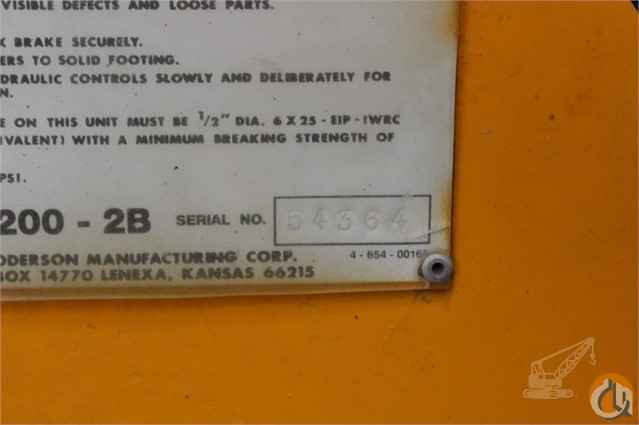 VISIBLE DEFECTS AND LOOSE PARTS.
K BRAKE SECURELY.
ERS TO SOLID FOOTING.
DRAULIC CONTROLS SLOWLY AND DELIBERATELY FOR
N.
E ON THIS UNIT MUST BE 1/2" DIA. 6 X 25 - EIP - IWRC
IVALENT) WITH A MINIMUM BREAKING STRENGTH OF
PSI.
200 - 2B SERIAL NO. 54364
ODERSON MANUFACTURING CORP. 4 - 654 - 00016
BOX 14770 LENEXA, KANSAS 66215